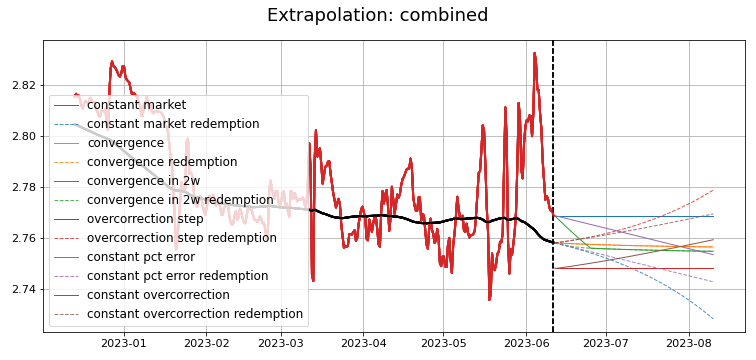 Extrapolation: combined
2.82
2.80
2.78
2.76
2.74
constant market
constant market redemption
convergence
convergence redemption
convergence in 2w
convergence in 2w redemption
overcorrection step
overcorrection step redemption
constant pct error
constant pct error redemption
constant overcorrection
constant overcorrection redemption
2023-01 2023-02 2023-03 2023-04 2023-05 2023-06 2023-07 2023-08